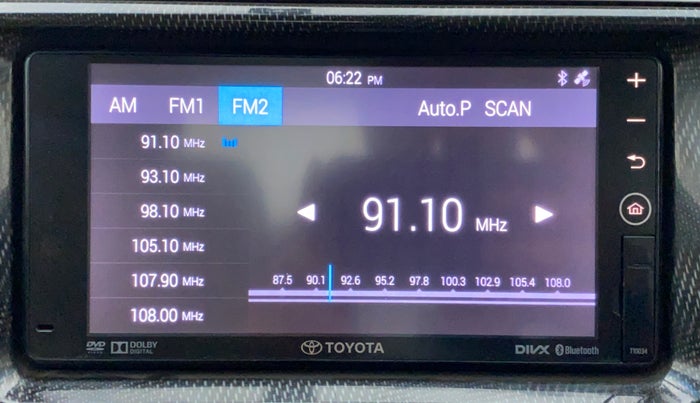 06:22 PM
AM FM1 FM2 Auto.P SCAN
91.10 MHz
93.10 MHz
98.10 MHz
105.10 MHz
107.90 MHz
108.00 MHz
91.10 MHz
87.5 90.1 92.6 95.2 97.8 100.3 102.9 105.4 108.0
DVD DOLBY DIGITAL TOYOTA DIVX Bluetooth TY0034